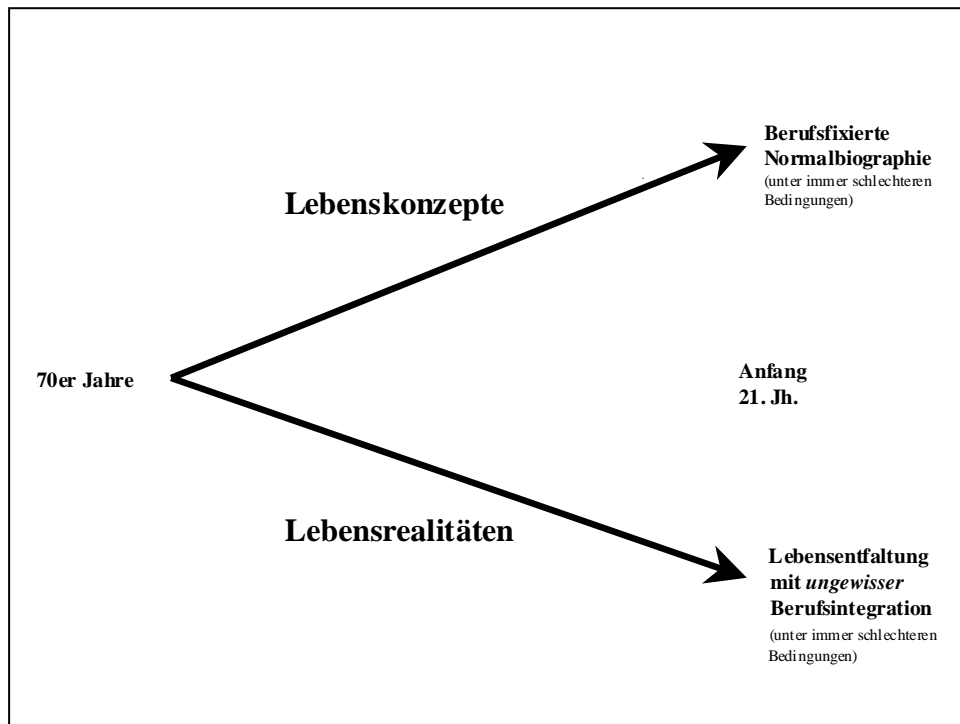 Berufsfixierte
Normalbiographie
(unter immer schlechteren
Bedingungen)
Lebenskonzepte
70er Jahre
Anfang
21. Jh.
Lebensrealitäten
Lebensentfaltung
mit ungewisser
Berufsintegration
(unter immer schlechteren
Bedingungen)